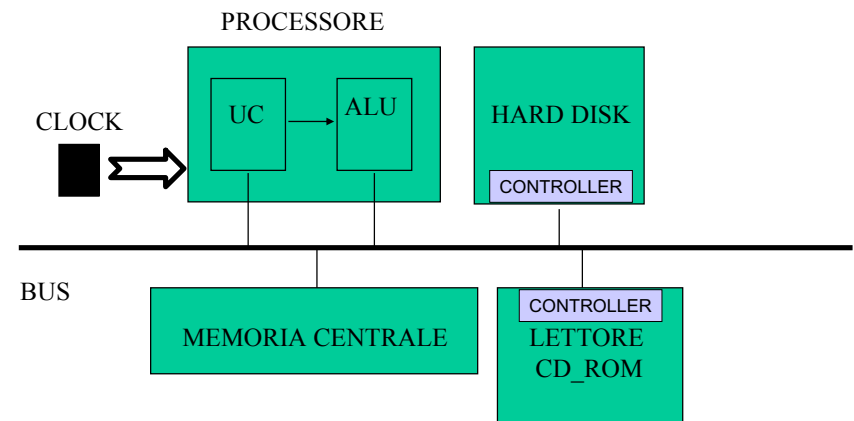 PROCESSORE
CLOCK
UC
ALU
HARD DISK
CONTROLLER
BUS
MEMORIA CENTRALE
CONTROLLER
LETTORE
CD_ROM